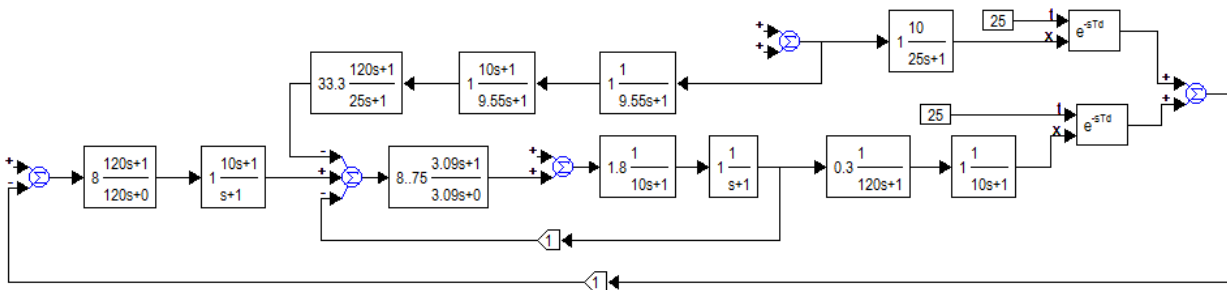 +
+
Σ
1 10 / 25s+1
25
1
x
e^-sTd
33.3 120s+1 / 25s+1
1 10s+1 / 9.55s+1
1 1 / 9.55s+1
+
+
Σ
25
1
x
e^-sTd
+
-
Σ
8 120s+1 / 120s+0
1 10s+1 / s+1
-
+
-
Σ
8..75 3.09s+1 / 3.09s+0
+
+
Σ
1.8 1 / 10s+1
1 1 / s+1
0.3 1 / 120s+1
1 1 / 10s+1
1
1